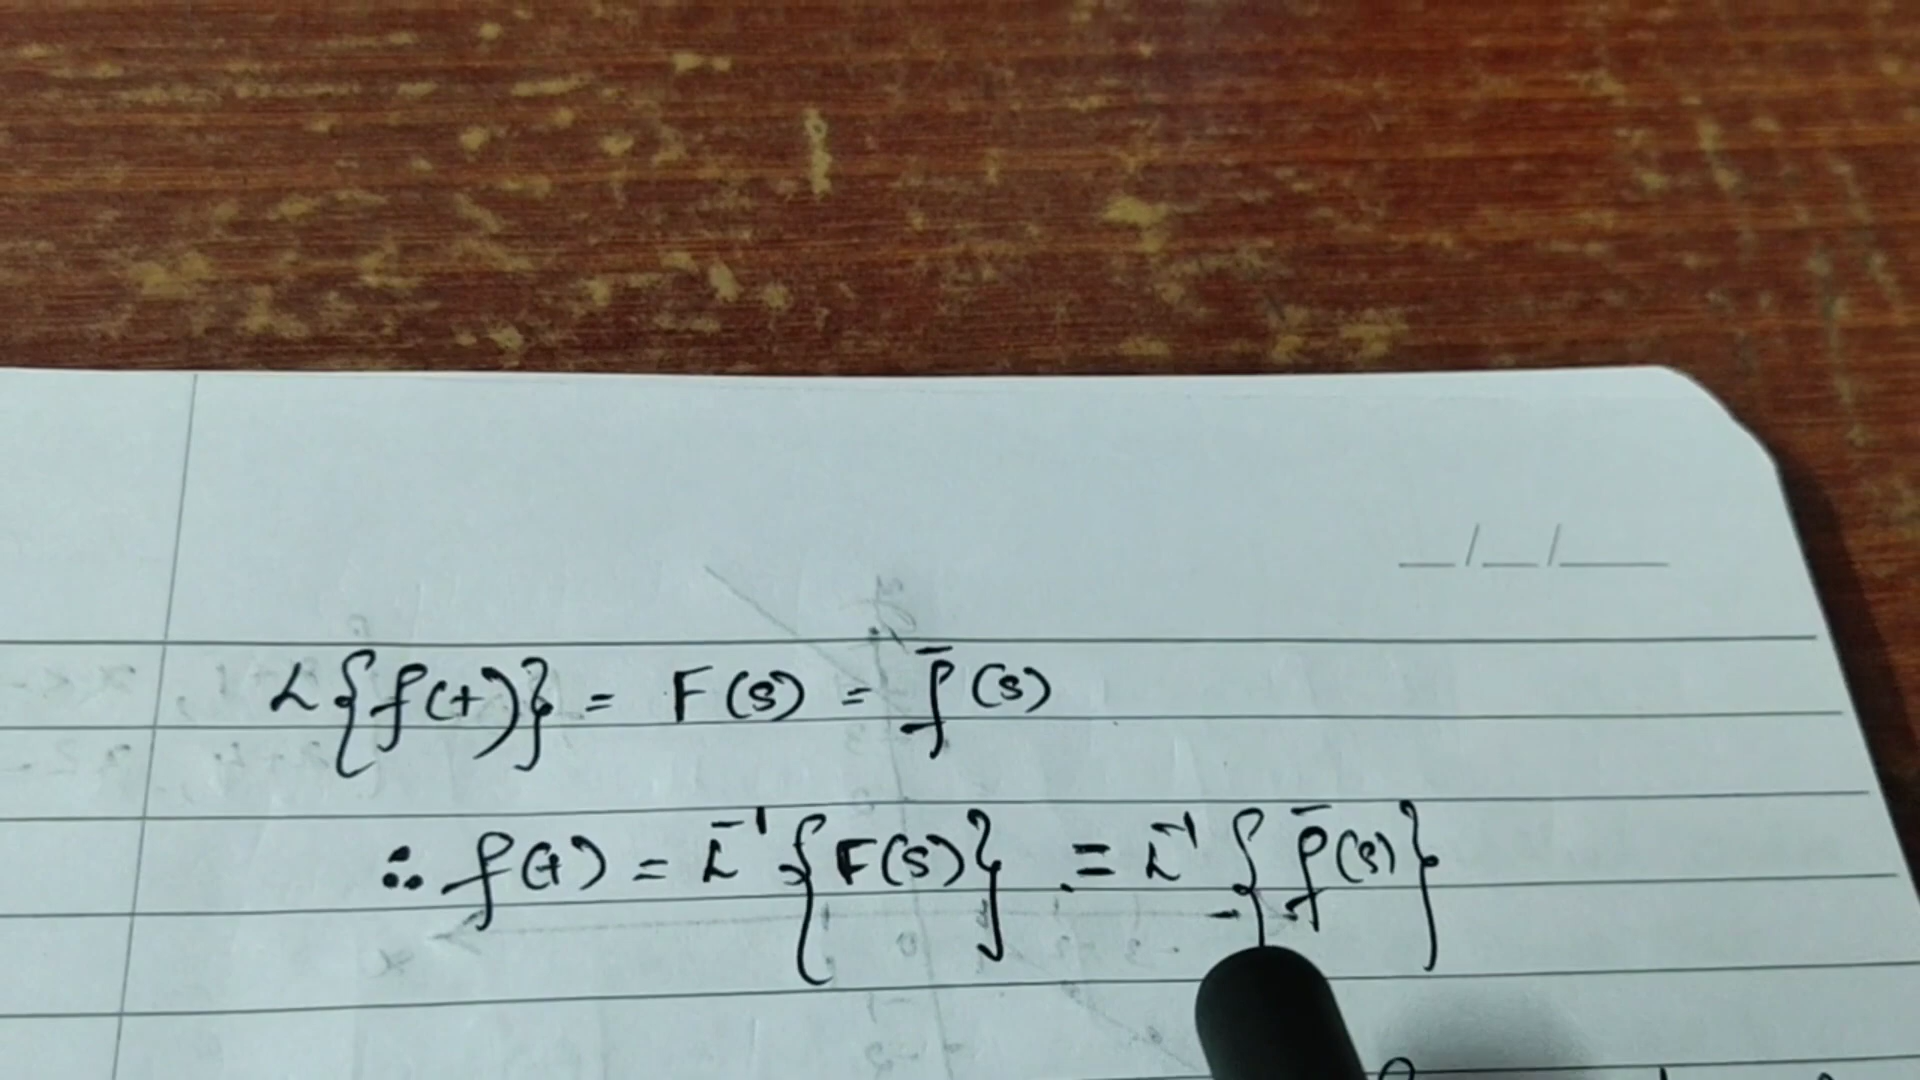 L{f(t)} = F(s) = f̄(s)
∴ f(t) = L⁻¹{F(s)} = L⁻¹{f̄(s)}